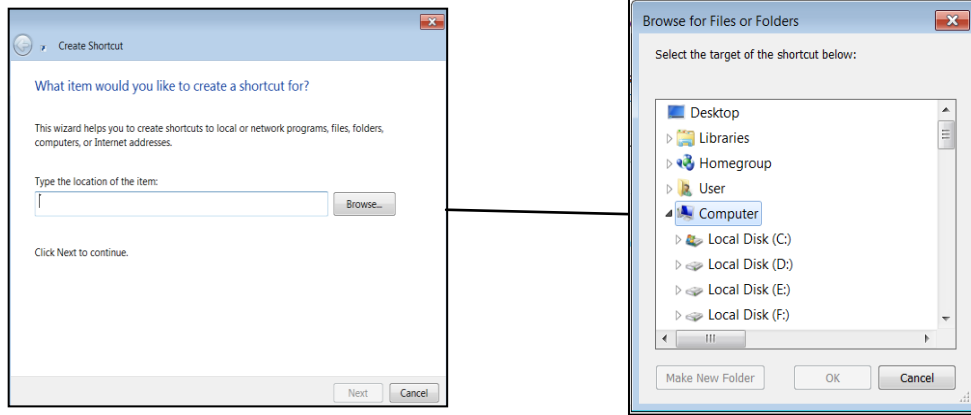 Create Shortcut
What item would you like to create a shortcut for?
This wizard helps you to create shortcuts to local or network programs, files, folders,
computers, or Internet addresses.
Type the location of the item:
Browse...
Click Next to continue.
Next
Cancel
Browse for Files or Folders
Select the target of the shortcut below:
Desktop
Libraries
Homegroup
User
Computer
Local Disk (C:)
Local Disk (D:)
Local Disk (E:)
Local Disk (F:)
Make New Folder
OK
Cancel